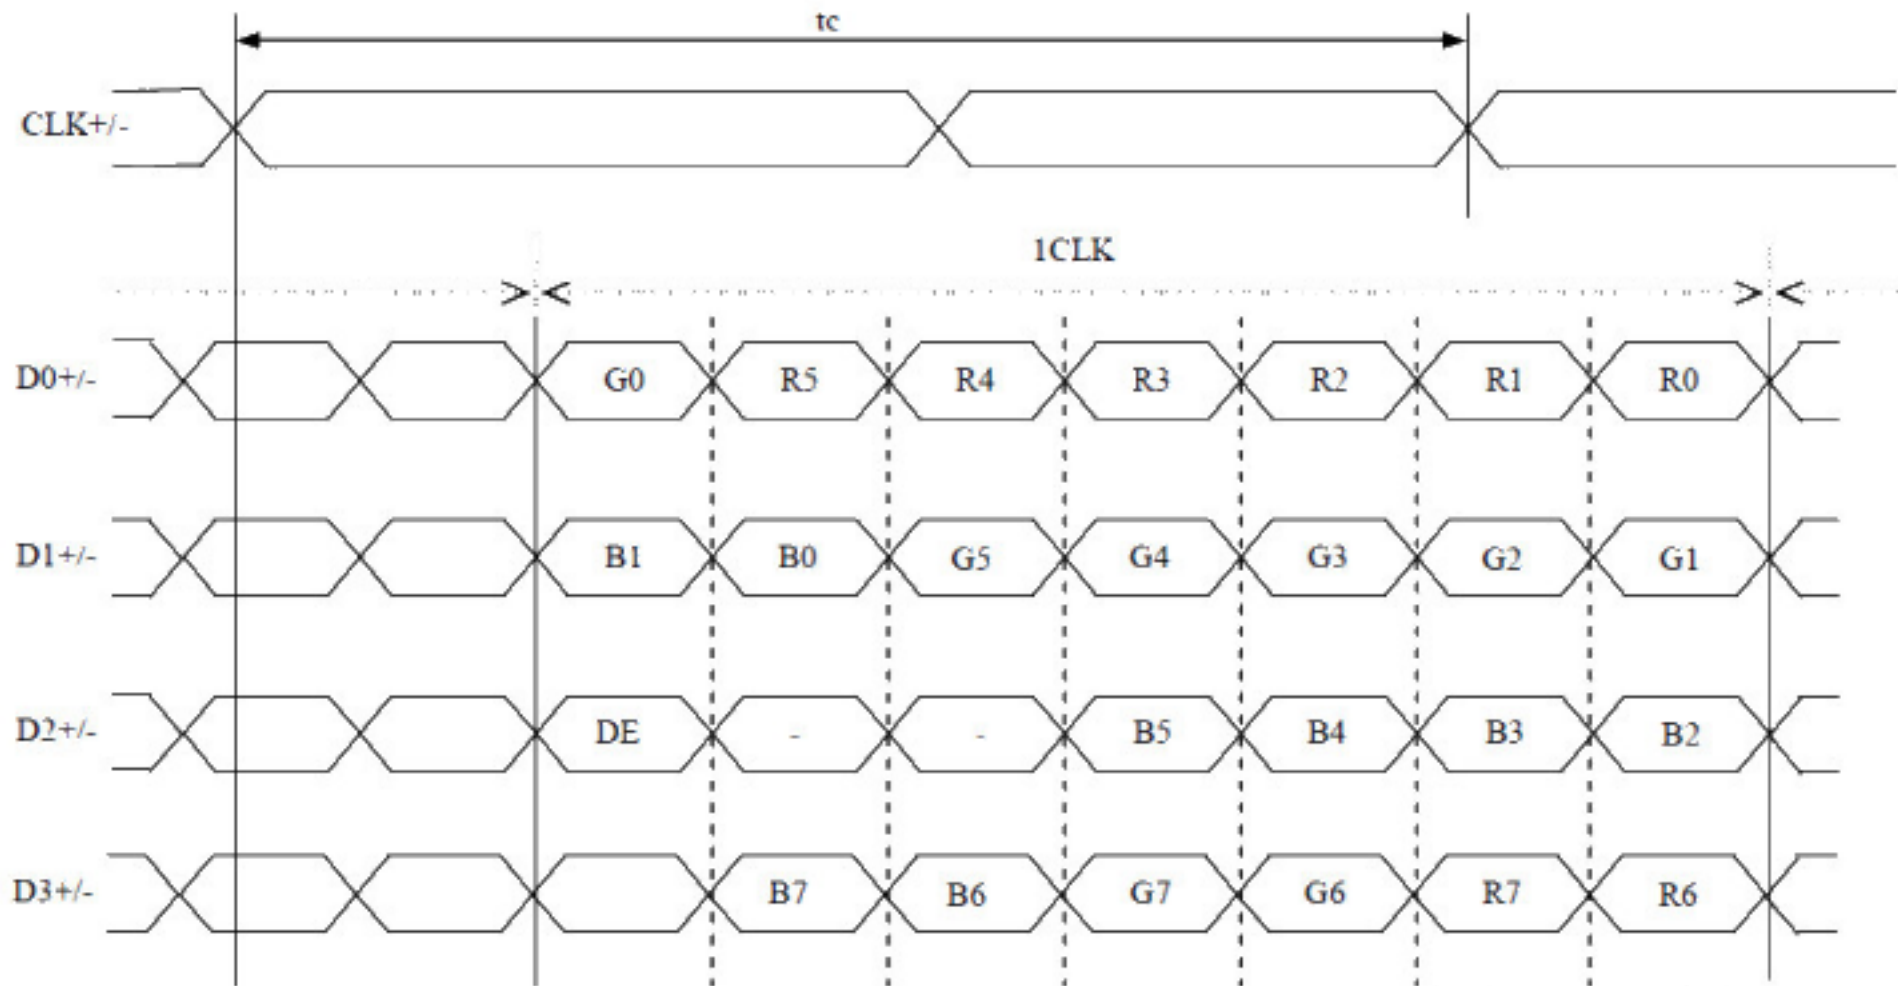 tc
CLK+/-
1CLK
D0+/- G0 R5 R4 R3 R2 R1 R0
D1+/- B1 B0 G5 G4 G3 G2 G1
D2+/- DE - - B5 B4 B3 B2
D3+/- B7 B6 G7 G6 R7 R6